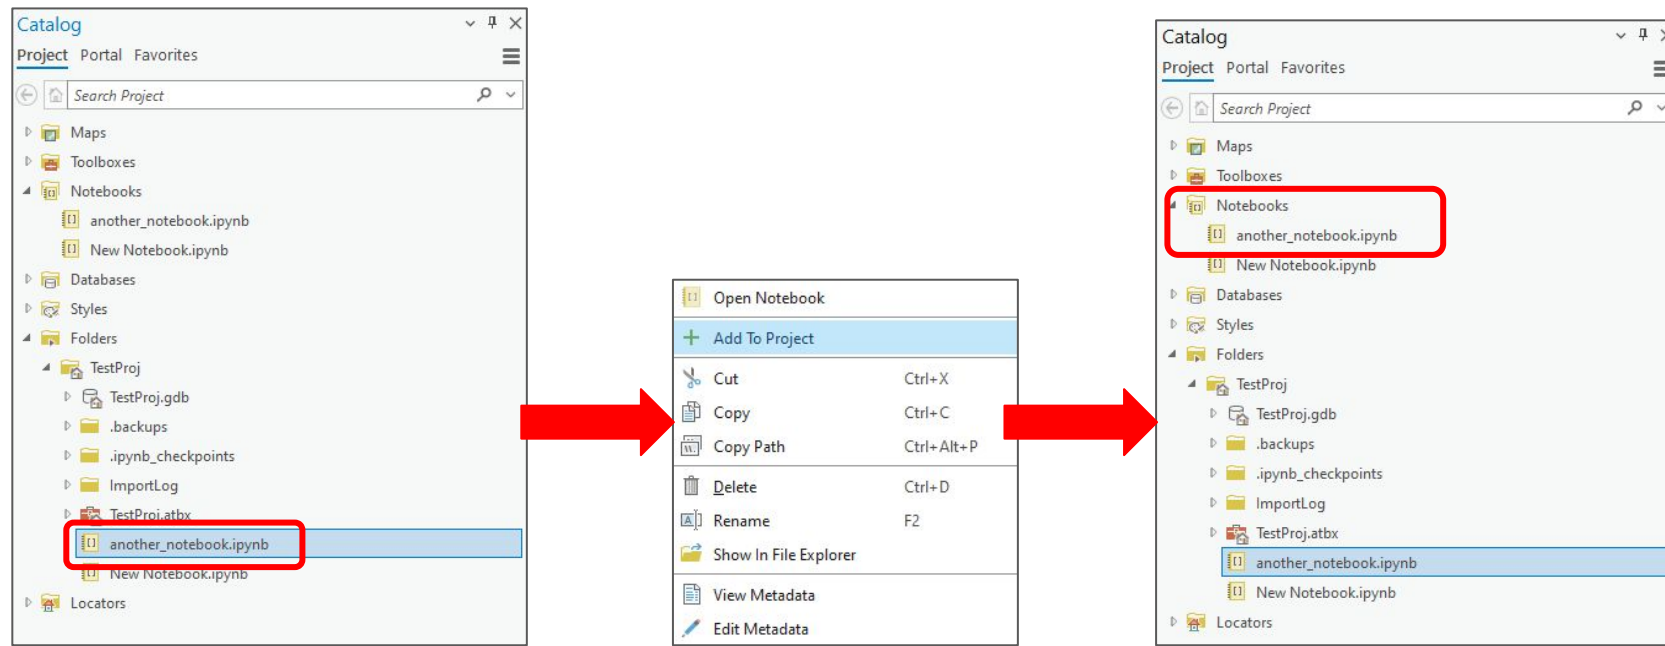 Catalog
Project Portal Favorites
Search Project
Maps
Toolboxes
Notebooks
another_notebook.ipynb
New Notebook.ipynb
Databases
Styles
Folders
TestProj
TestProj.gdb
.backups
.ipynb_checkpoints
ImportLog
TestProj.atbx
another_notebook.ipynb
New Notebook.ipynb
Locators
Open Notebook
Add To Project
Cut Ctrl+X
Copy Ctrl+C
Copy Path Ctrl+Alt+P
Delete Ctrl+D
Rename F2
Show In File Explorer
View Metadata
Edit Metadata
Catalog
Project Portal Favorites
Search Project
Maps
Toolboxes
Notebooks
another_notebook.ipynb
New Notebook.ipynb
Databases
Styles
Folders
TestProj
TestProj.gdb
.backups
.ipynb_checkpoints
ImportLog
TestProj.atbx
another_notebook.ipynb
New Notebook.ipynb
Locators